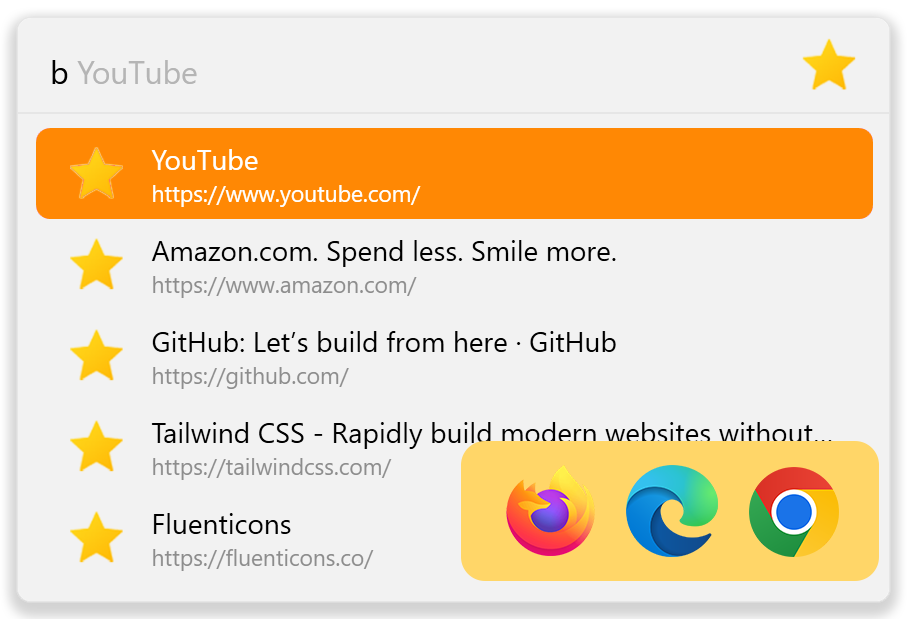 b YouTube
YouTube
https://www.youtube.com/
Amazon.com. Spend less. Smile more.
https://www.amazon.com/
GitHub: Let’s build from here · GitHub
https://github.com/
Tailwind CSS - Rapidly build modern websites without...
https://tailwindcss.com/
Fluenticons
https://fluenticons.co/